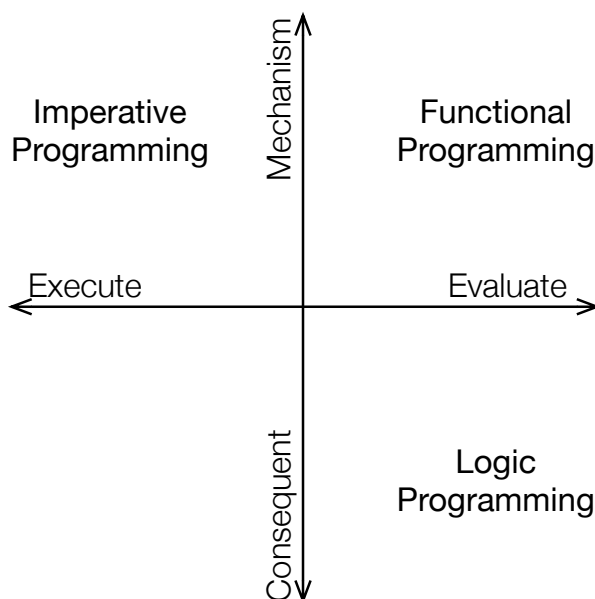 Mechanism
Imperative
Programming
Functional
Programming
Execute
Evaluate
Consequent
Logic
Programming